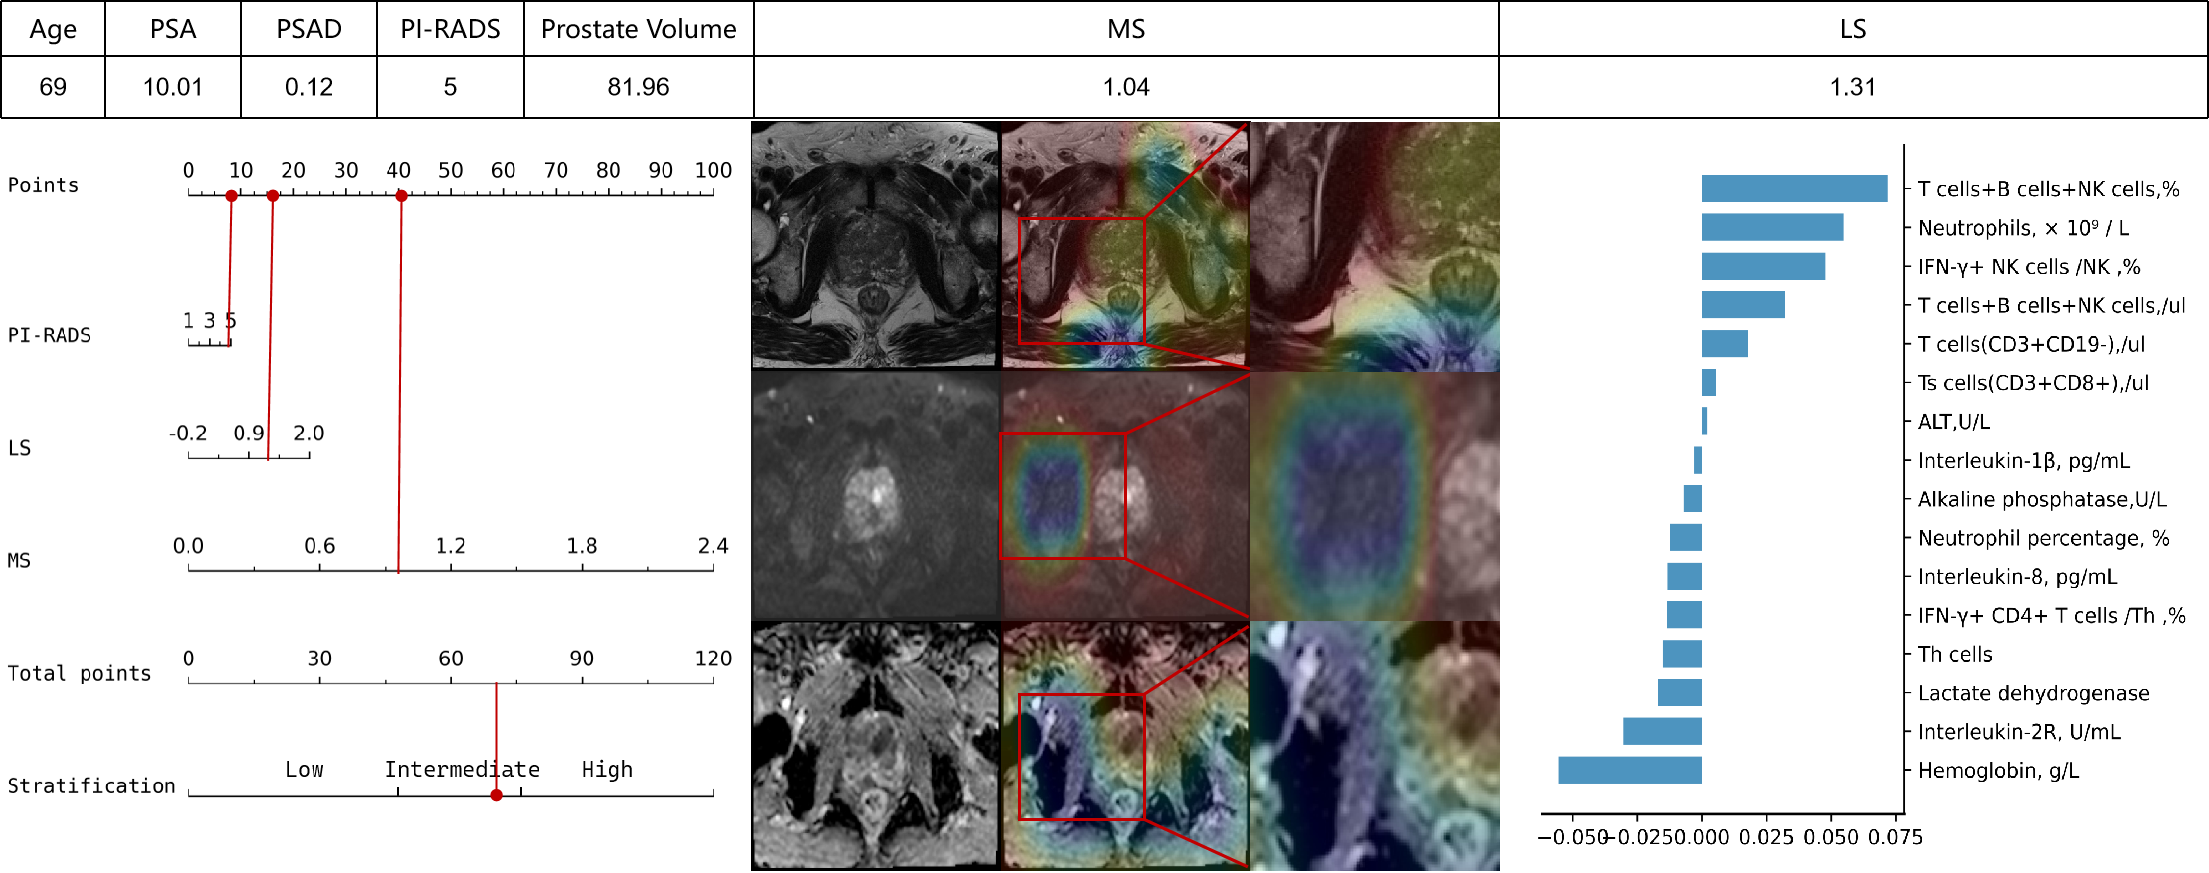 Age PSA PSAD PI-RADS Prostate Volume MS LS
69 10.01 0.12 5 81.96 1.04 1.31
0 10 20 30 40 50 60 70 80 90 100
Points
1 3 5
PI-RADS
-0.2 0.9 2.0
LS
0.0 0.6 1.2 1.8 2.4
MS
0 30 60 90 120
Total points
Low Intermediate High
Stratification
T cells+B cells+NK cells,%
Neutrophils, × 10⁹ / L
IFN-γ+ NK cells /NK ,%
T cells+B cells+NK cells,/ul
T cells(CD3+CD19-),/ul
Ts cells(CD3+CD8+),/ul
ALT,U/L
Interleukin-1β, pg/mL
Alkaline phosphatase,U/L
Neutrophil percentage, %
Interleukin-8, pg/mL
IFN-γ+ CD4+ T cells /Th ,%
Th cells
Lactate dehydrogenase
Interleukin-2R, U/mL
Hemoglobin, g/L
−0.050 −0.025 0.000 0.025 0.050 0.075